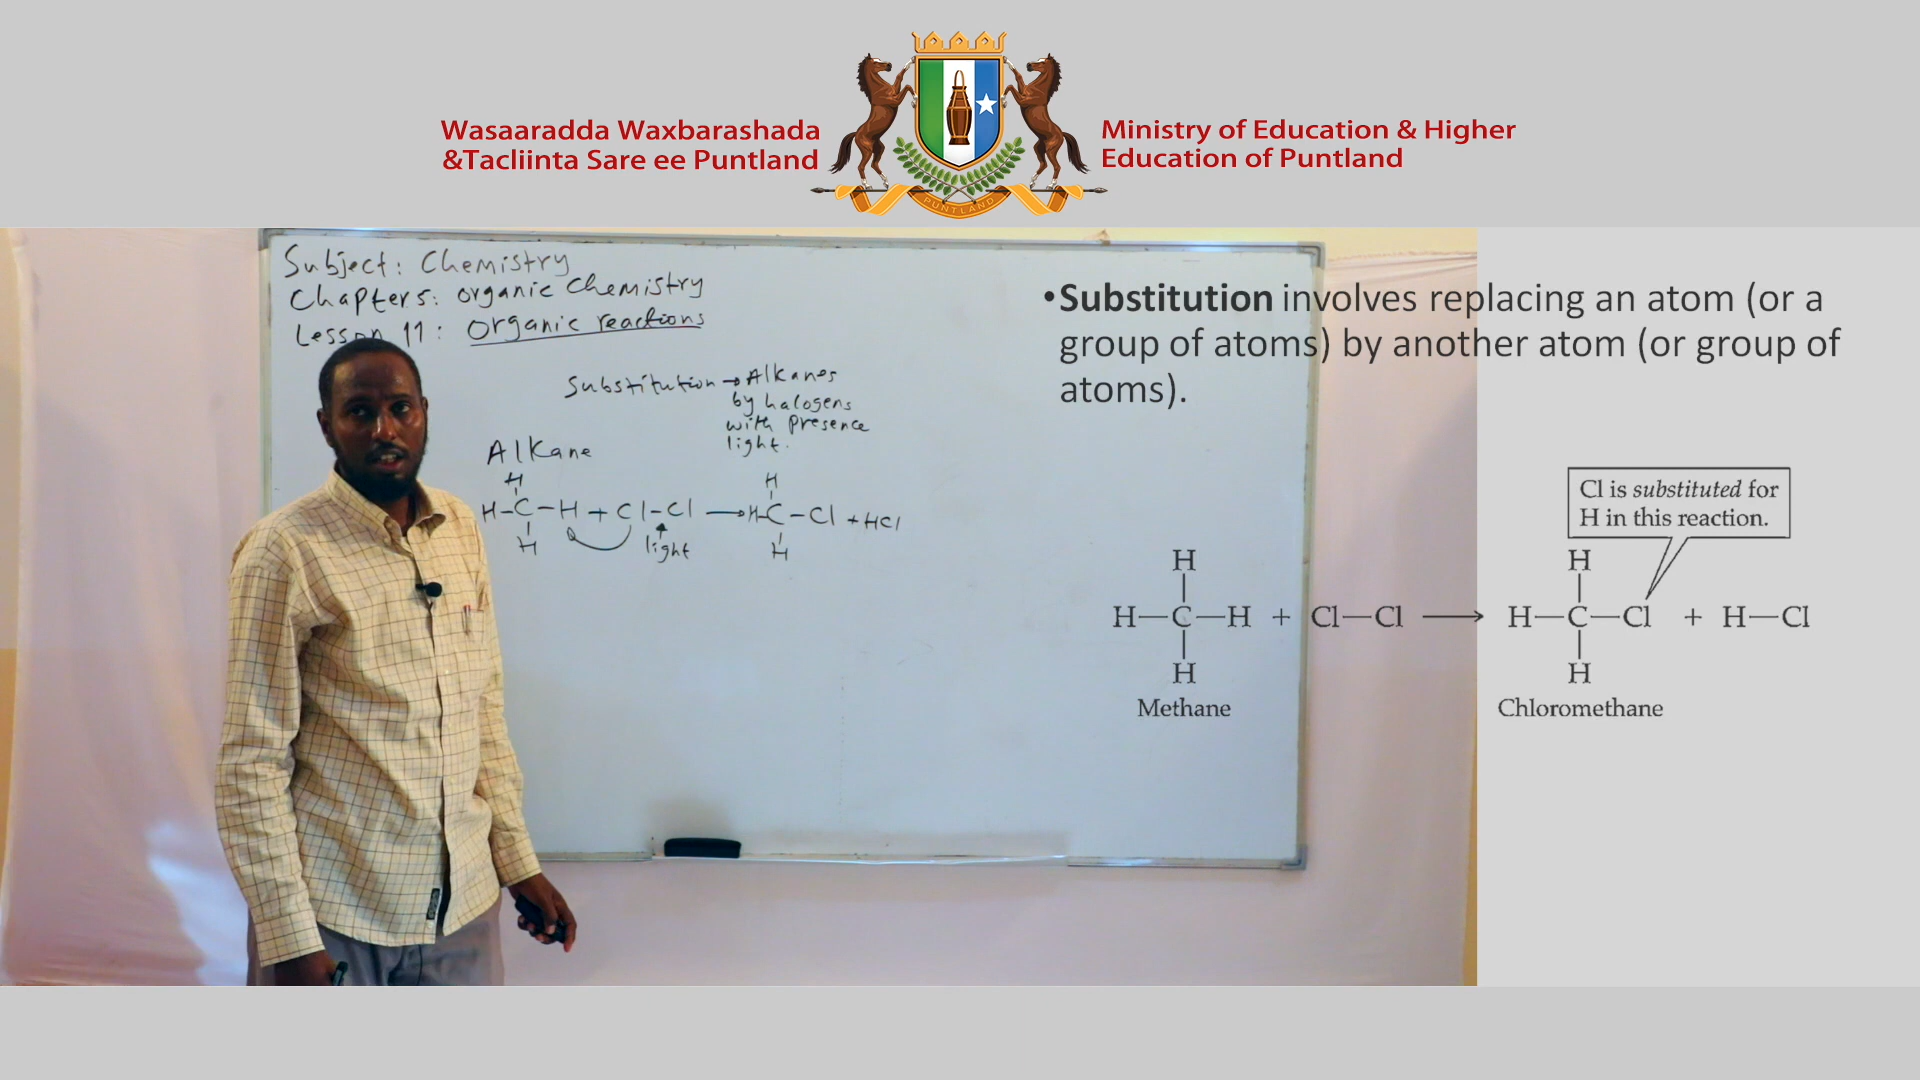 Wasaaradda Waxbarashada
&Tacliinta Sare ee Puntland
Ministry of Education & Higher
Education of Puntland
PUNTLAND
Subject: Chemistry
Chapter 5: organic chemistry
Lesson 11: organic reactions
Substitution → Alkanes
by halogens
with presence
light.
Alkane
H
H-C-H + Cl-Cl → H-C-Cl + HCl
H
light
H
H
•Substitution involves replacing an atom (or a
group of atoms) by another atom (or group of
atoms).
Cl is substituted for
H in this reaction.
H H
H—C—H + Cl—Cl → H—C—Cl + H—Cl
H H
Methane Chloromethane